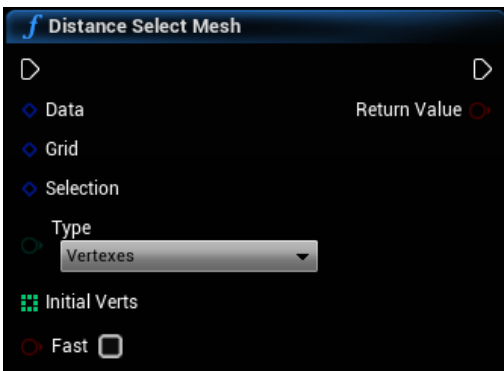 Distance Select Mesh
Data
Return Value
Grid
Selection
Type
Vertexes
Initial Verts
Fast